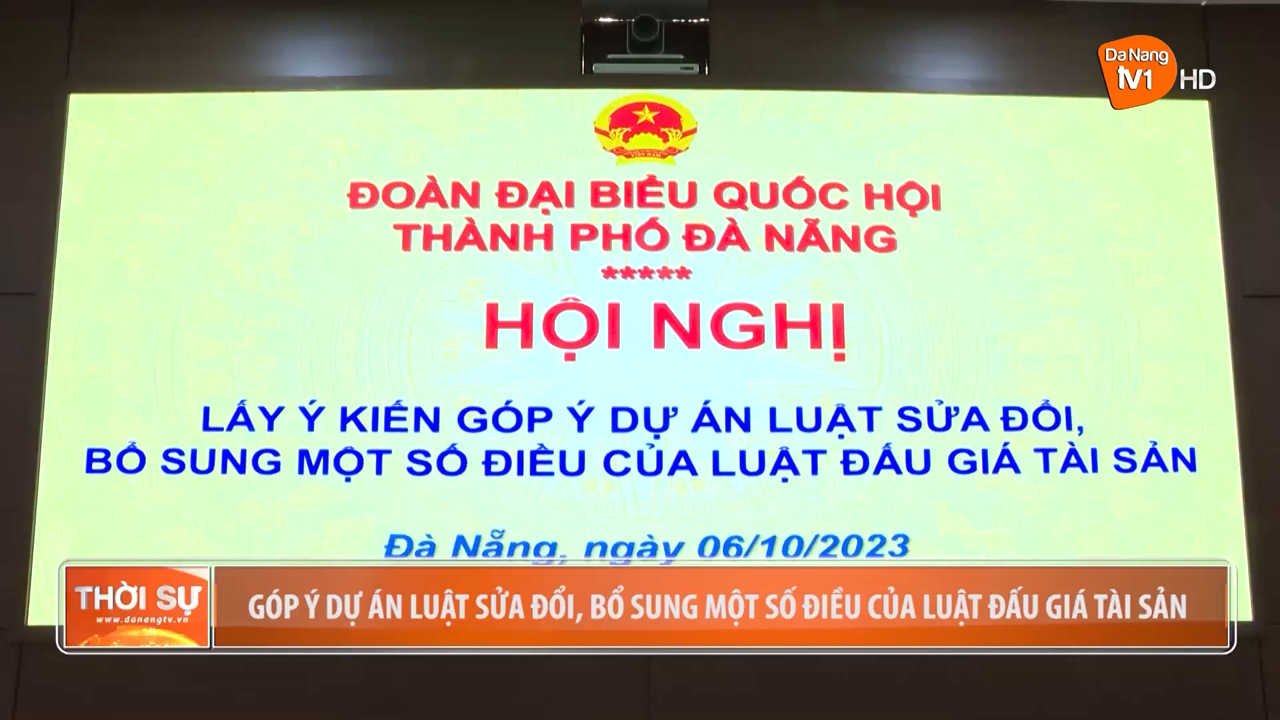 Da Nang
tv1 HD
VIỆT NAM
ĐOÀN ĐẠI BIỂU QUỐC HỘI
THÀNH PHỐ ĐÀ NẴNG
*****
HỘI NGHỊ
LẤY Ý KIẾN GÓP Ý DỰ ÁN LUẬT SỬA ĐỔI,
BỔ SUNG MỘT SỐ ĐIỀU CỦA LUẬT ĐẤU GIÁ TÀI SẢN
Đà Nẵng, ngày 06/10/2023
THỜI SỰ
www.danangtv.vn
GÓP Ý DỰ ÁN LUẬT SỬA ĐỔI, BỔ SUNG MỘT SỐ ĐIỀU CỦA LUẬT ĐẤU GIÁ TÀI SẢN